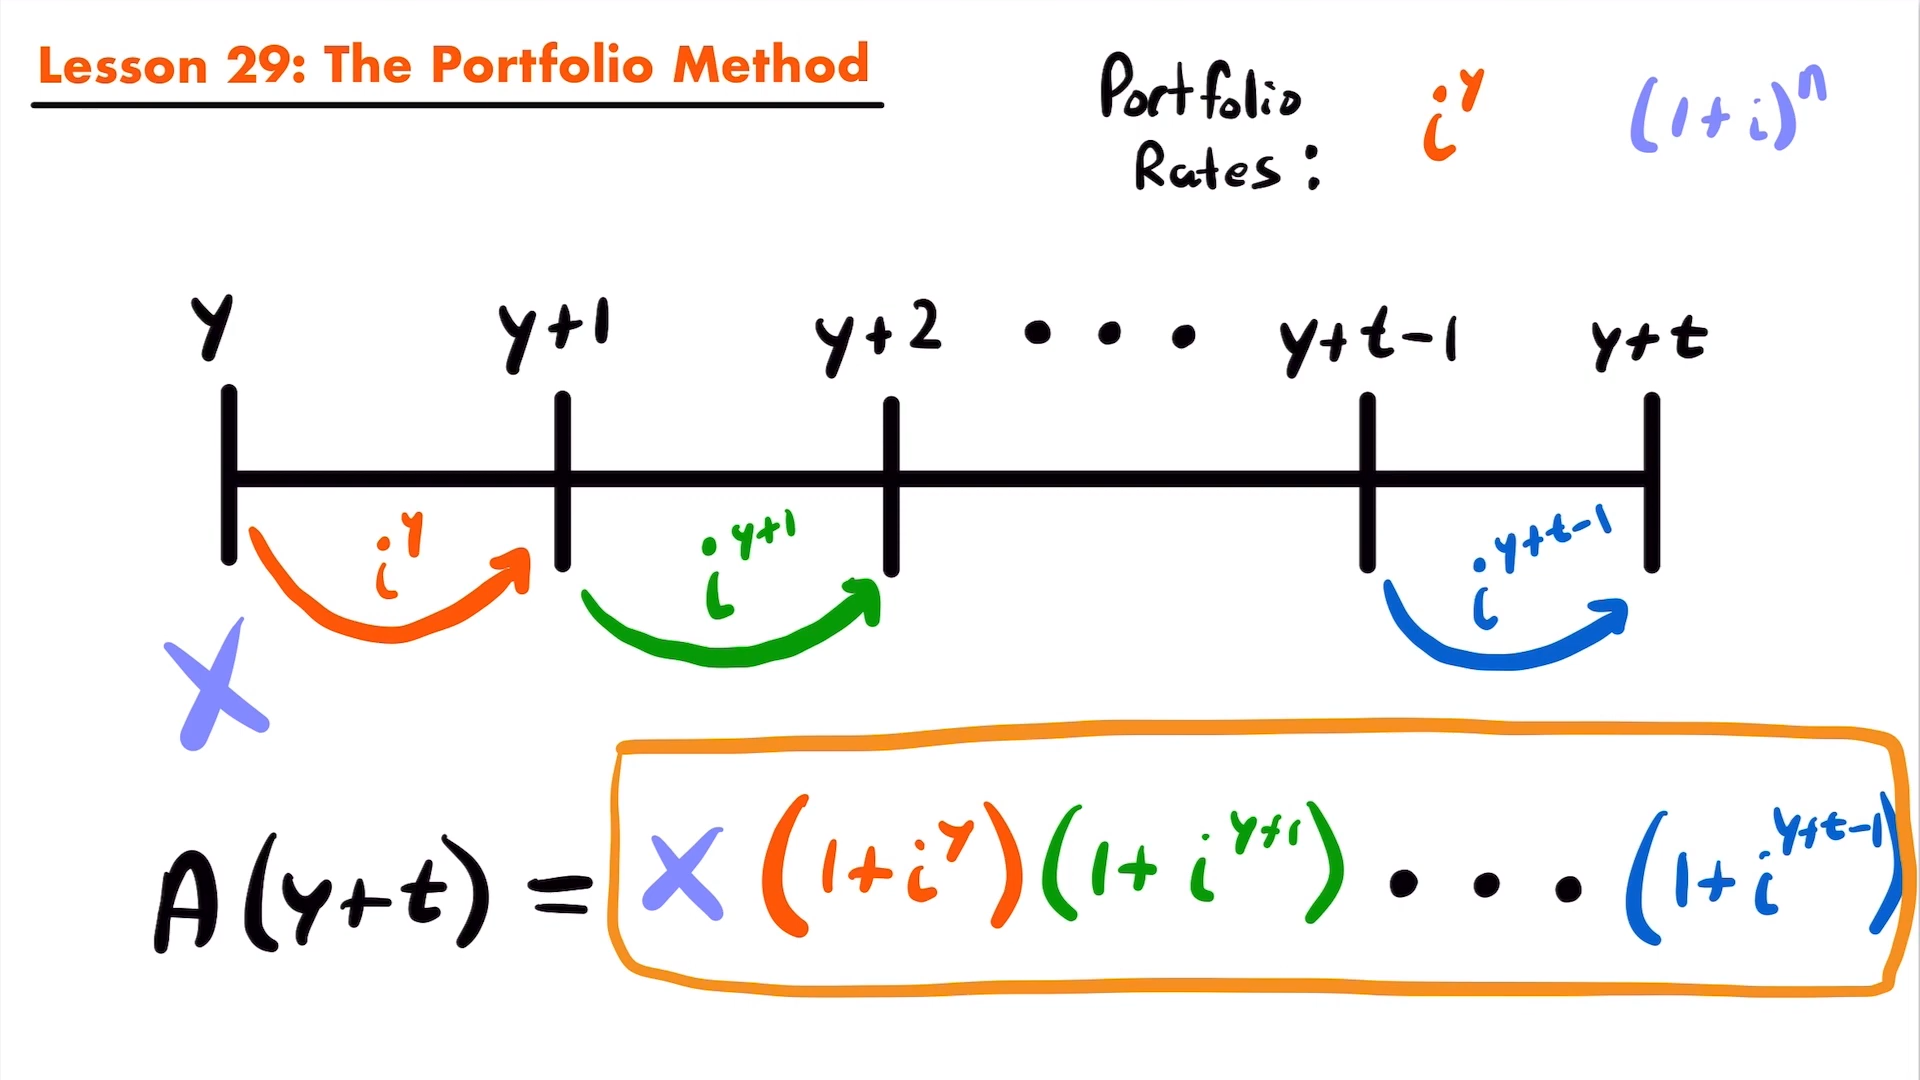 Lesson 29: The Portfolio Method
Portfolio
Rates: i^y (1+i)^n
y y+1 y+2 • • • y+t-1 y+t
i^y i^{y+1} i^{y+t-1}
X
A(y+t) = X(1+i^y)(1+i^{y+1}) • • • (1+i^{y+t-1})